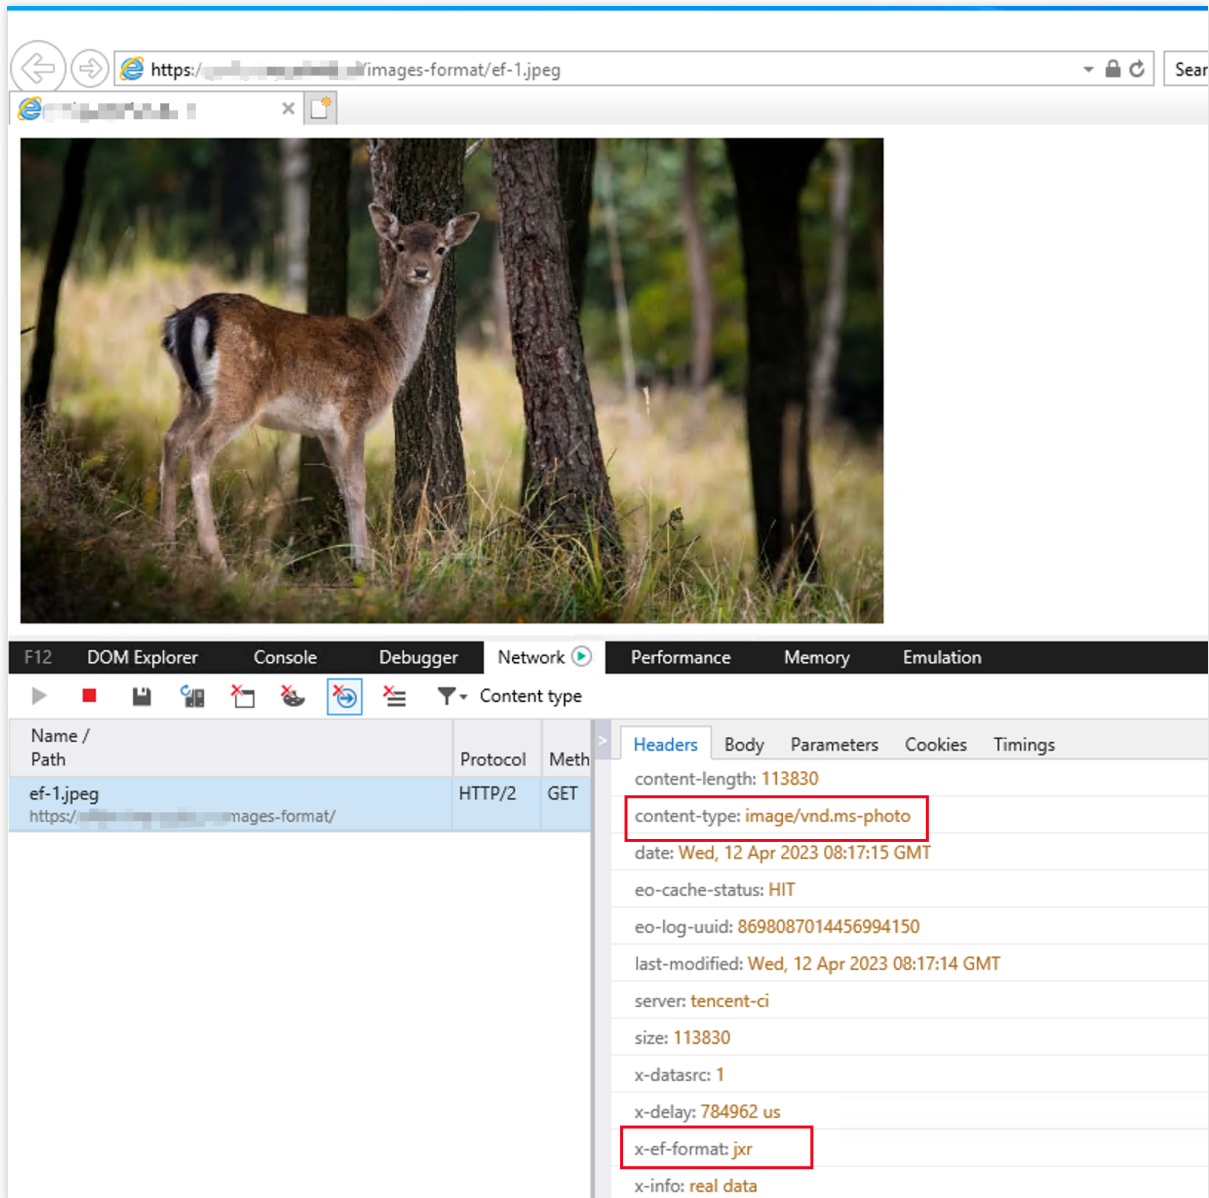 https:/ /images-format/ef-1.jpeg
Sear
F12 DOM Explorer Console Debugger Network Performance Memory Emulation
Content type
Name /
Path
Protocol
Meth
ef-1.jpeg
HTTP/2
GET
https:/ mages-format/
Headers Body Parameters Cookies Timings
content-length: 113830
content-type: image/vnd.ms-photo
date: Wed, 12 Apr 2023 08:17:15 GMT
eo-cache-status: HIT
eo-log-uuid: 8698087014456994150
last-modified: Wed, 12 Apr 2023 08:17:14 GMT
server: tencent-ci
size: 113830
x-datasrc: 1
x-delay: 784962 us
x-ef-format: jxr
x-info: real data